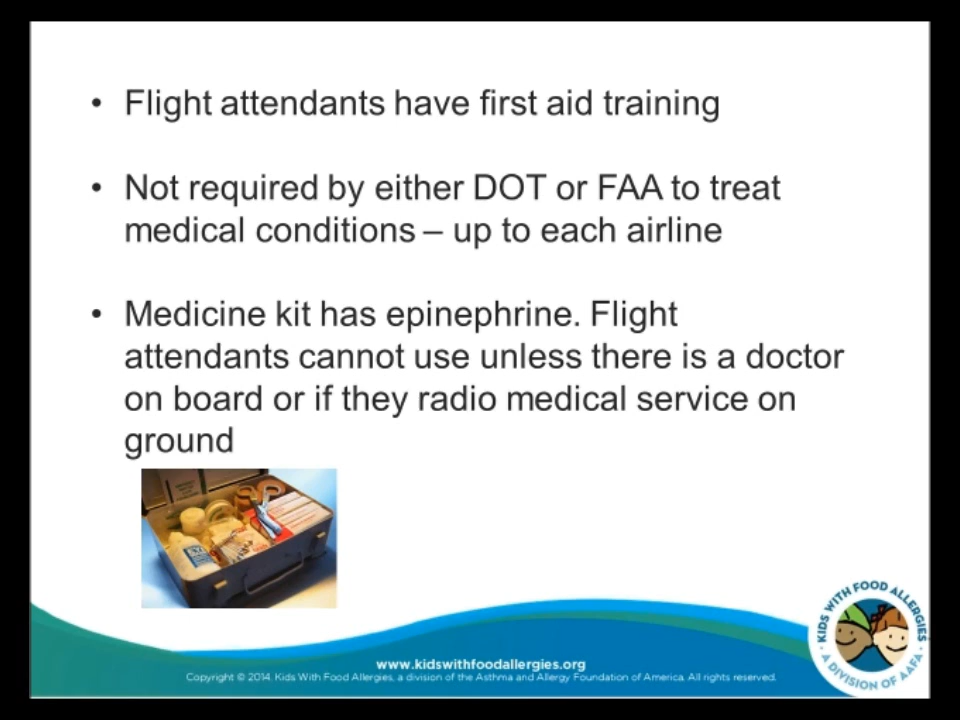 • Flight attendants have first aid training
• Not required by either DOT or FAA to treat
medical conditions – up to each airline
• Medicine kit has epinephrine. Flight
attendants cannot use unless there is a doctor
on board or if they radio medical service on
ground
KIDS WITH FOOD ALLERGIES
A DIVISION OF AAFA
www.kidswithfoodallergies.org
Copyright © 2014. Kids With Food Allergies, a division of the Asthma and Allergy Foundation of America. All rights reserved.